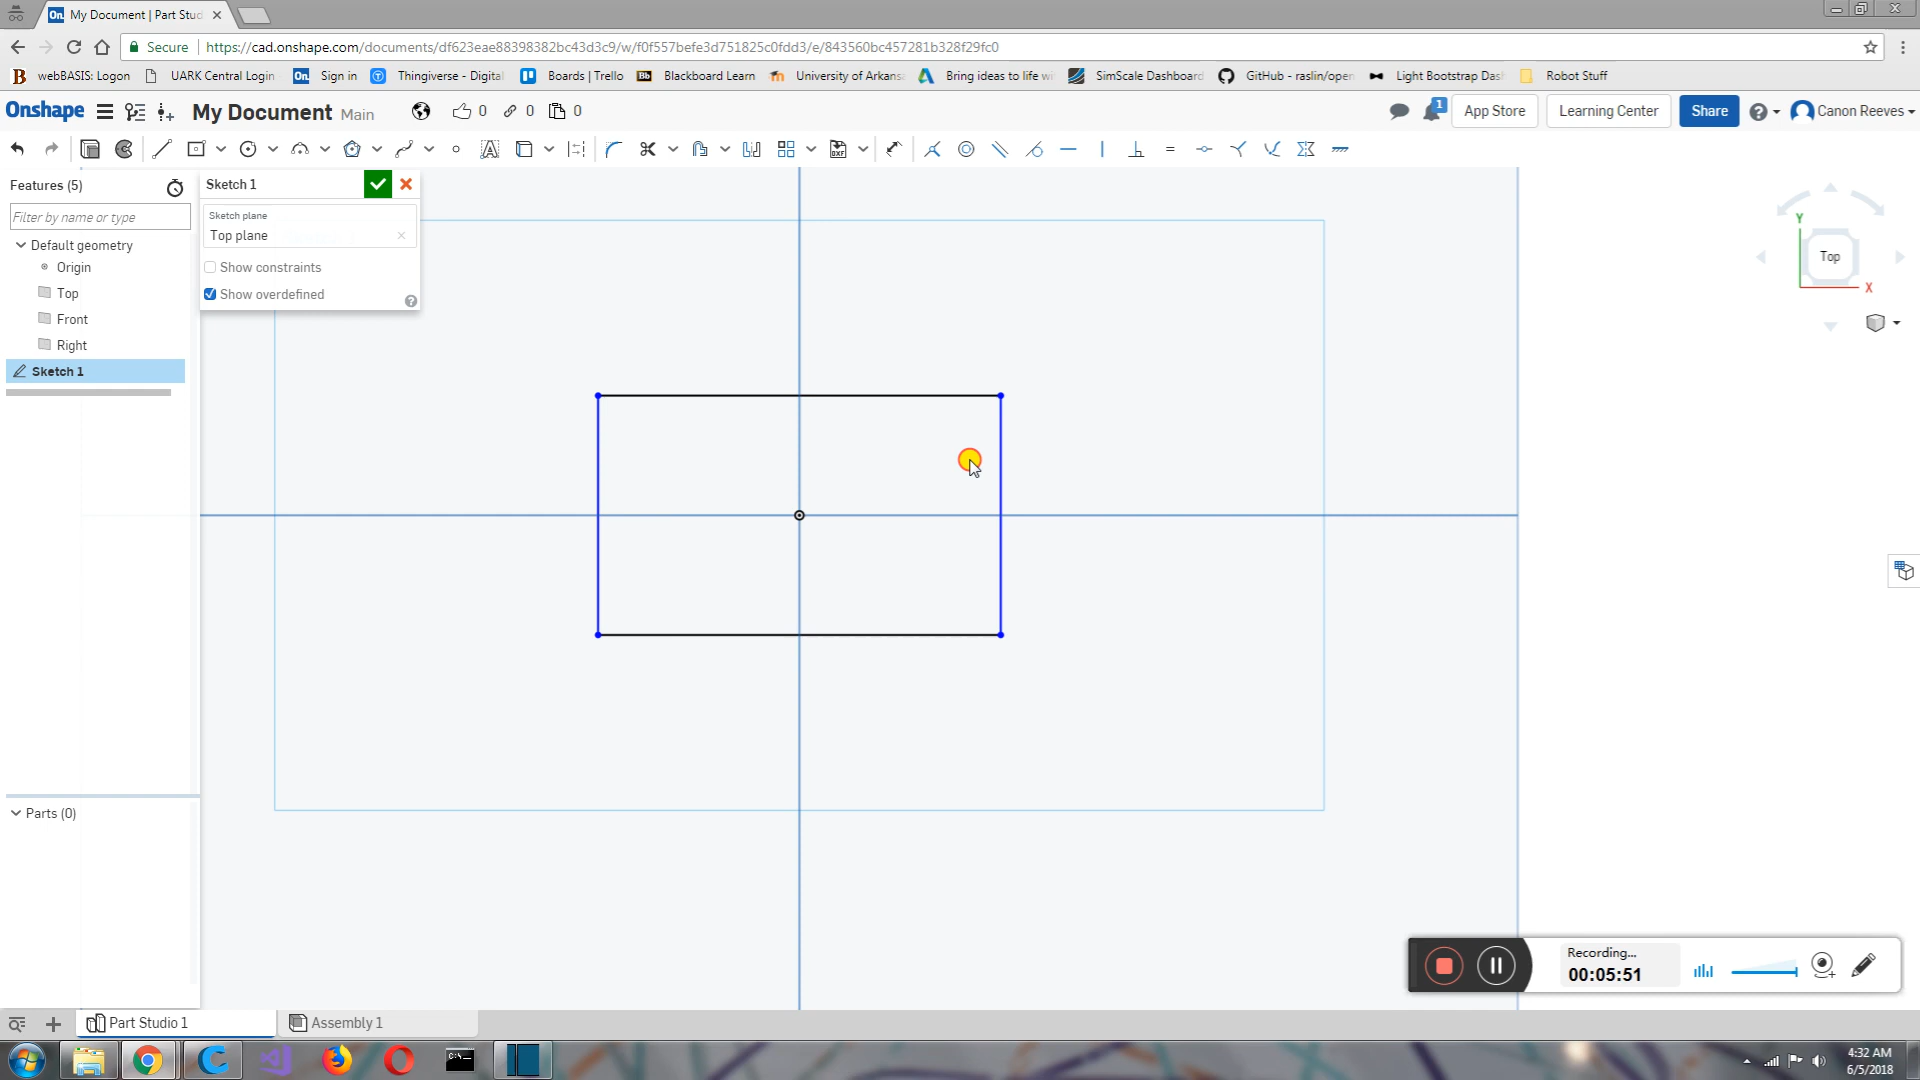 My Document | Part Stud
Secure | https://cad.onshape.com/documents/df623eae88398382bc43d3c9/w/f0f557befe3d751825c0fdd3/e/843560bc457281b328f29fc0
webBASIS: Logon UARK Central Login On Sign in Thingiverse - Digital Boards | Trello Bb Blackboard Learn University of Arkansa Bring ideas to life wi SimScale Dashboard GitHub - raslin/open Light Bootstrap Das Robot Stuff
Onshape My Document Main 0 0 0 1 App Store Learning Center Share Canon Reeves
Features (5)
Sketch 1
Filter by name or type
Sketch plane
Top plane
Default geometry
Origin
Show constraints
Top
Show overdefined
Front
Right
Sketch 1
Y
Top
X
Parts (0)
Recording...
00:05:51
Part Studio 1 Assembly 1
4:32 AM
6/5/2018